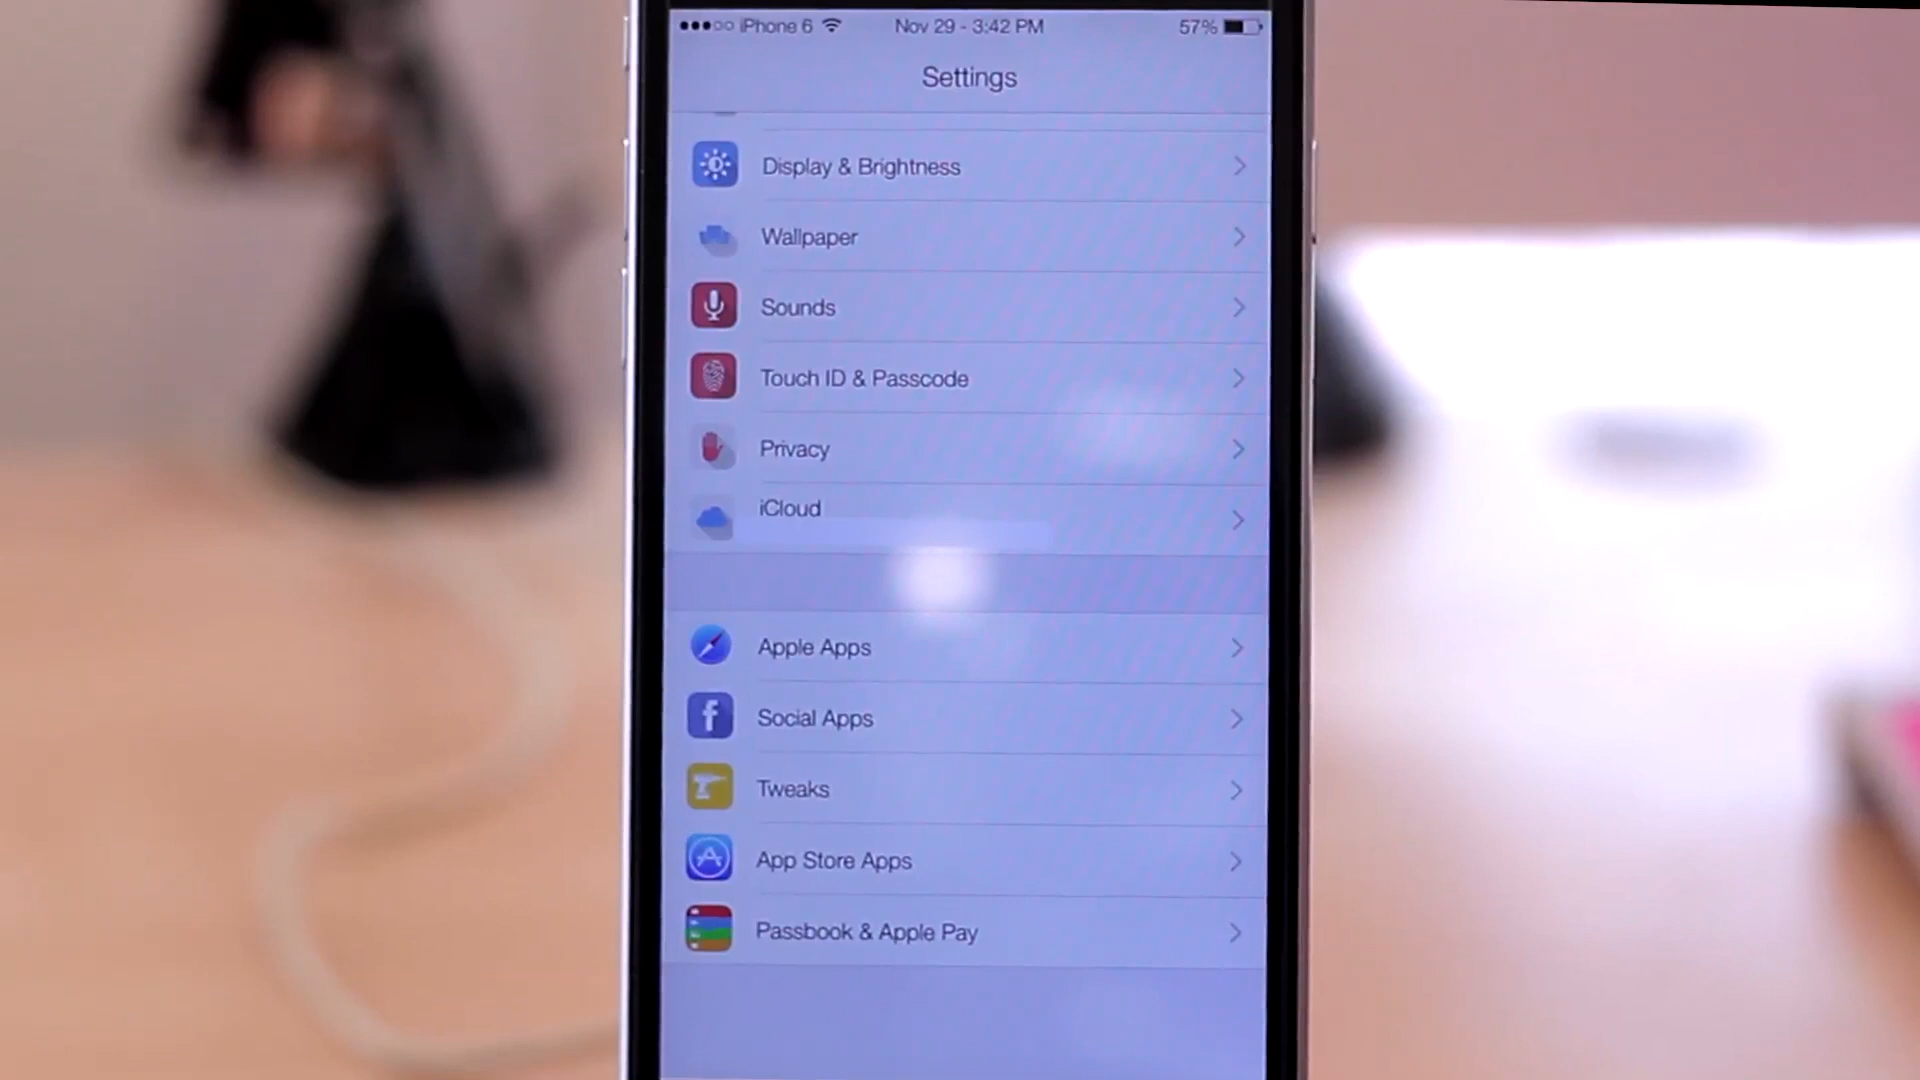 iPhone 6 Nov 29 - 3:42 PM 57%
Settings
Display & Brightness
Wallpaper
Sounds
Touch ID & Passcode
Privacy
iCloud
Apple Apps
Social Apps
Tweaks
App Store Apps
Passbook & Apple Pay